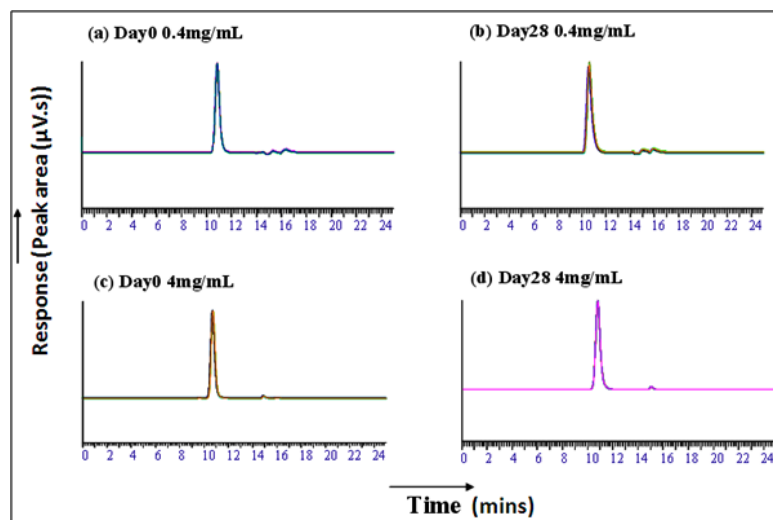 (a) Day0 0.4mg/mL
(b) Day28 0.4mg/mL
0 2 4 6 8 10 12 14 16 18 20 22 24
0 2 4 6 8 10 12 14 16 18 20 22 24
Response (Peak area (μV.s))
(c) Day0 4mg/mL
(d) Day28 4mg/mL
0 2 4 6 8 10 12 14 16 18 20 22 24
0 2 4 6 8 10 12 14 16 18 20 22 24
Time (mins)